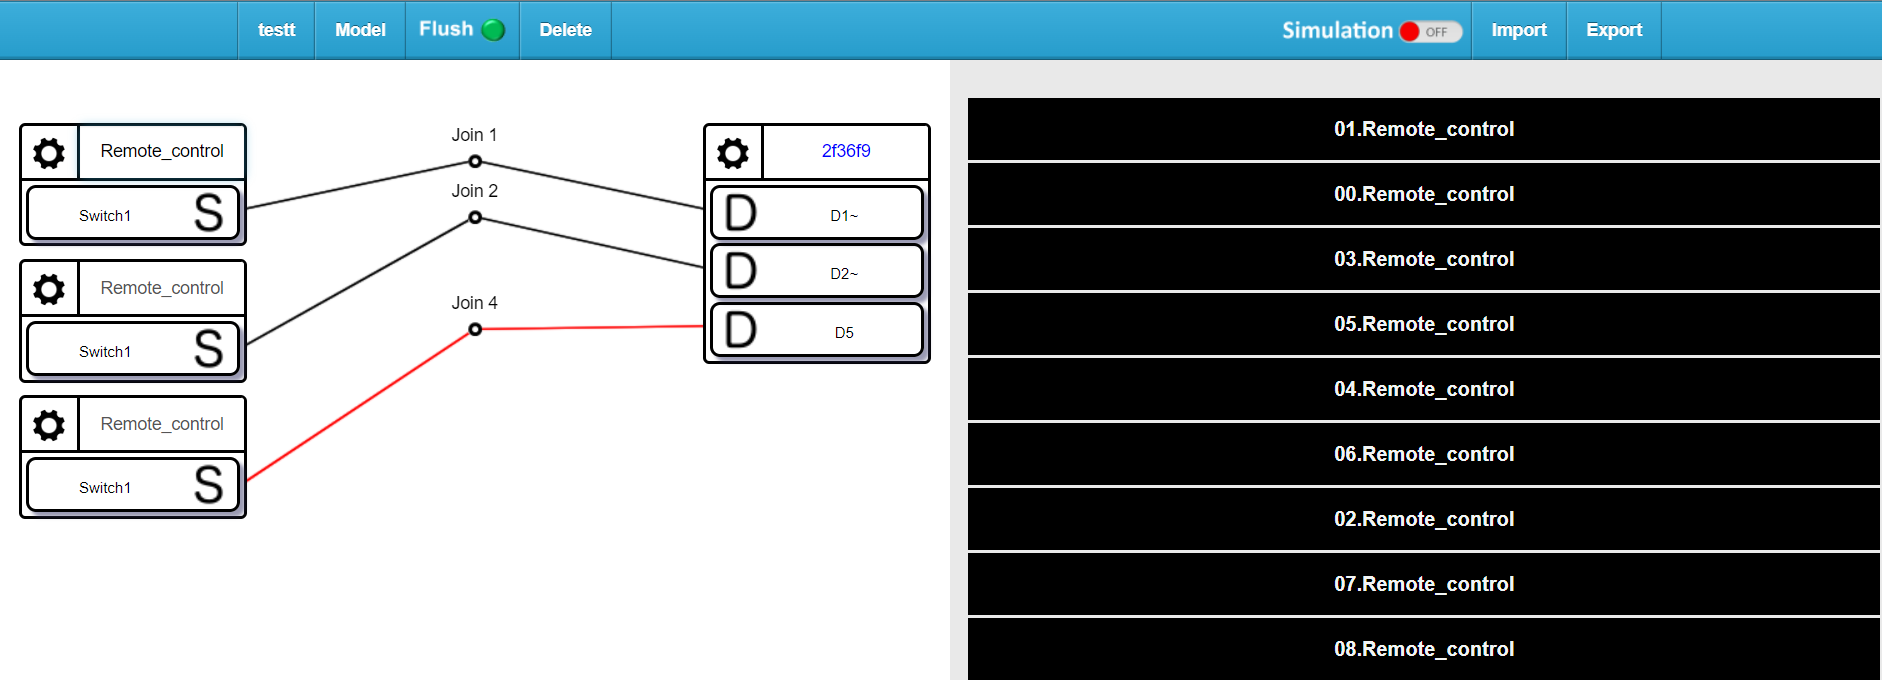 testt Model Flush Delete Simulation OFF Import Export
Remote_control
Switch1 S
Remote_control
Switch1 S
Remote_control
Switch1 S
Join 1
Join 2
Join 4
2f36f9
D D1~
D D2~
D D5
01.Remote_control
00.Remote_control
03.Remote_control
05.Remote_control
04.Remote_control
06.Remote_control
02.Remote_control
07.Remote_control
08.Remote_control